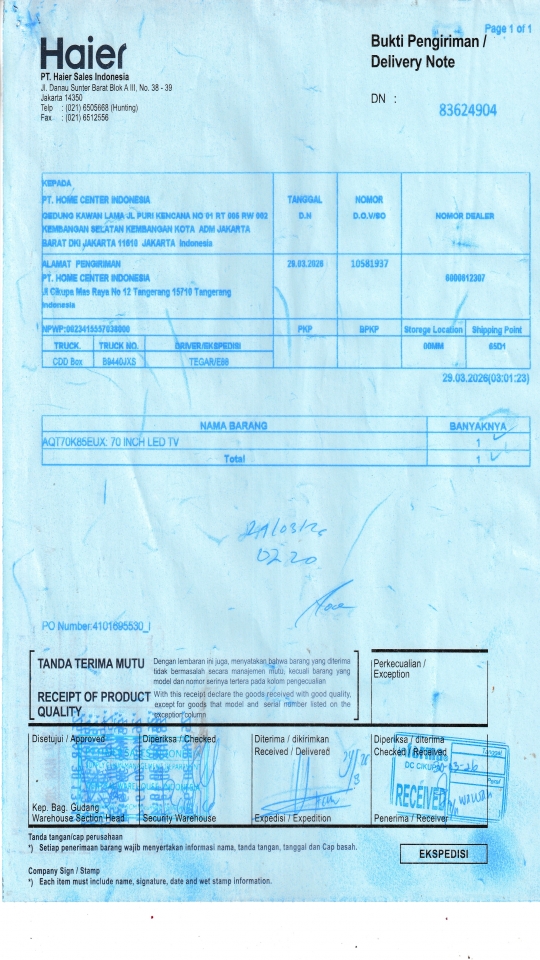 Page 1 of 1
Haier
PT. Haier Sales Indonesia
Jl. Danau Sunter Barat Blok A III, No. 38 - 39
Jakarta 14350
Telp : (021) 6505668 (Hunting)
Fax : (021) 6512556
Bukti Pengiriman /
Delivery Note
DN :
83624904
KEPADA
PT. HOME CENTER INDONESIA
GEDUNG KAWAN LAMA JL PURI KENCANA NO 01 RT 005 RW 002
KEMBANGAN SELATAN KEMBANGAN KOTA ADM JAKARTA
BARAT DKI JAKARTA 11610 JAKARTA Indonesia
TANGGAL
D.N
NOMOR
D.O.V/SO
NOMOR DEALER
ALAMAT PENGIRIMAN
PT. HOME CENTER INDONESIA
Jl Cikupa Mas Raya No 12 Tangerang 15710 Tangerang
Indonesia
29.03.2026
10581937
0000612307
NPWP:0023415557038000
PKP
BPKP
Storege Location
Shipping Point
TRUCK.
TRUCK NO.
DRIVER/EKSPEDISI
00MM
65D1
CDD Box
B9440JXS
TEGAR/E88
29.03.2026(03:01:23)
NAMA BARANG
BANYAKNYA
AQT70K85EUX: 70 INCH LED TV
1
Total
1
02 20
PO Number:4101695530_I
TANDA TERIMA MUTU
Dengan lembaran ini juga, menyatakan bahwa barang yang diterima
tidak bermasalah secara manajemen mutu, kecuali barang yang
model dan nomor serinya tertera pada kolom pengecualian
RECEIPT OF PRODUCT
QUALITY
With this receipt declare the goods received with good quality,
except for goods that model and serial number listed on the
exception column
Perkecualian /
Exception
Disetujui / Approved
Diperiksa / Checked
Diterima / dikirimkan
Received / Delivered
Diperiksa / diterima
Checked / Received
DC CIKUPA
Tanggal
Paraf
RECEIVED
Kep. Bag. Gudang
Warehouse Section Head
Security Warehouse
Expedisi / Expedition
Penerima / Receiver
Tanda tangan/cap perusahaan
*) Setiap penerimaan barang wajib menyertakan informasi nama, tanda tangan, tanggal dan Cap basah.
EKSPEDISI
Company Sign / Stamp
*) Each item must include name, signature, date and wet stamp information.